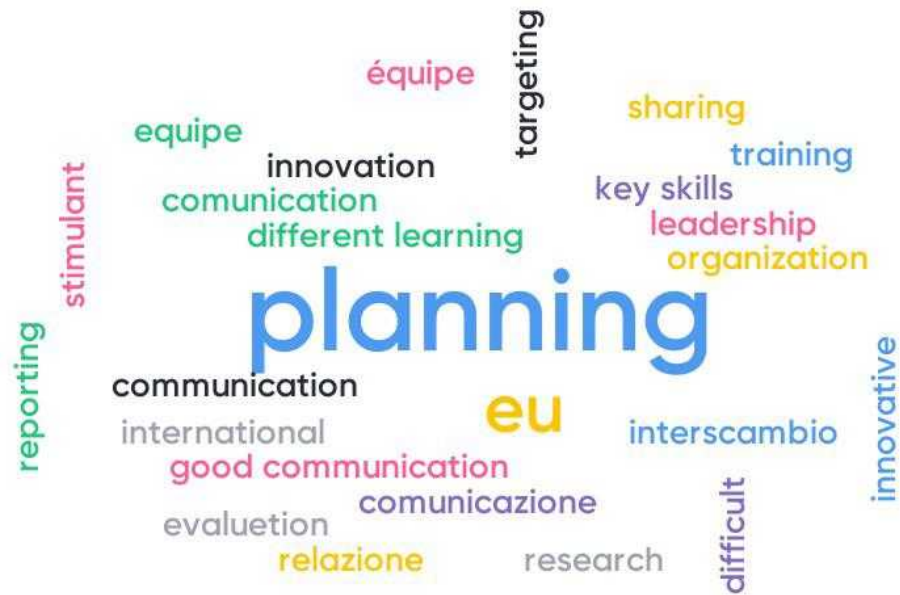 targeting
équipe
sharing
equipe
training
innovation
stimulant
key skills
comunication
leadership
different learning
organization
planning
reporting
innovative
communication
eu
international
interscambio
good communication
difficult
comunicazione
evaluetion
relazione
research